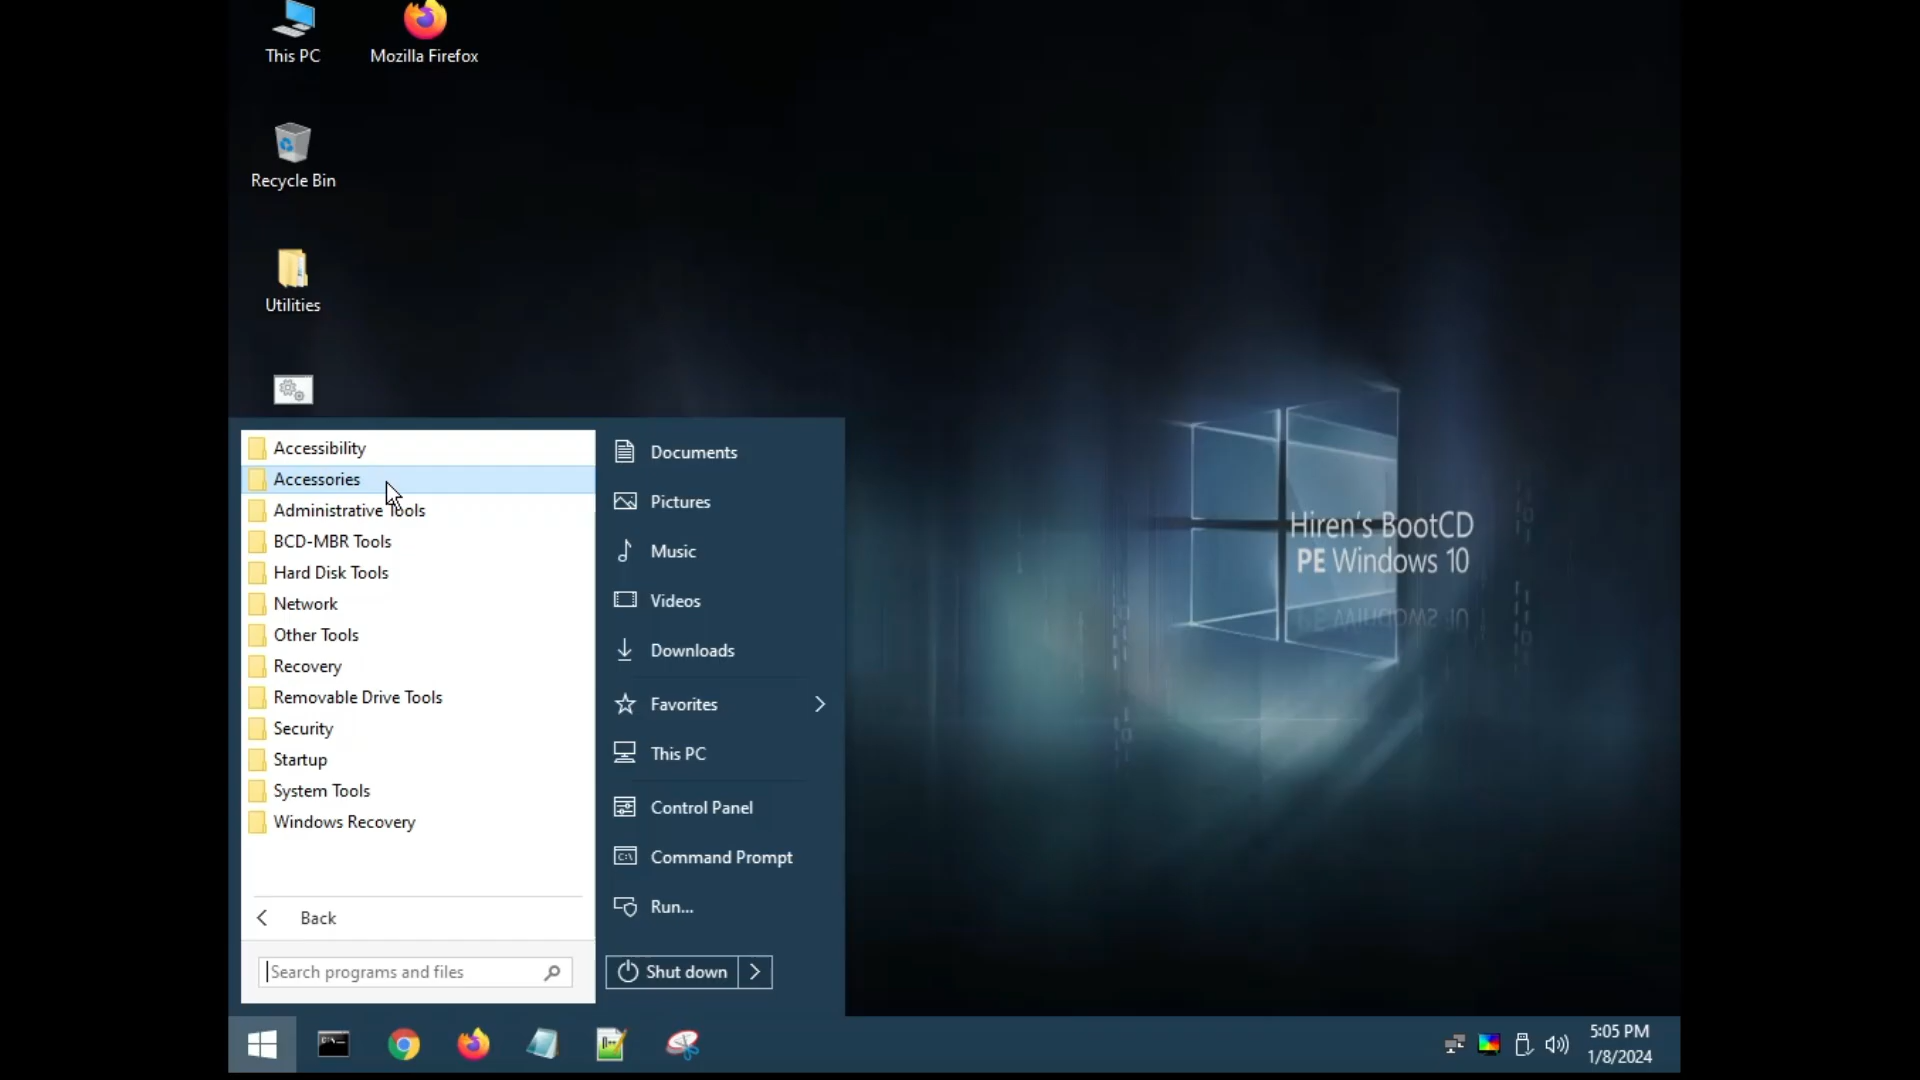 This PC
Mozilla Firefox
Recycle Bin
Utilities
Accessibility
Accessories
Administrative Tools
BCD-MBR Tools
Hard Disk Tools
Network
Other Tools
Recovery
Removable Drive Tools
Security
Startup
System Tools
Windows Recovery
Back
Search programs and files
Documents
Pictures
Music
Videos
Downloads
Favorites
This PC
Control Panel
Command Prompt
Run...
Shut down
Hiren's BootCD
PE Windows 10
5:05 PM
1/8/2024